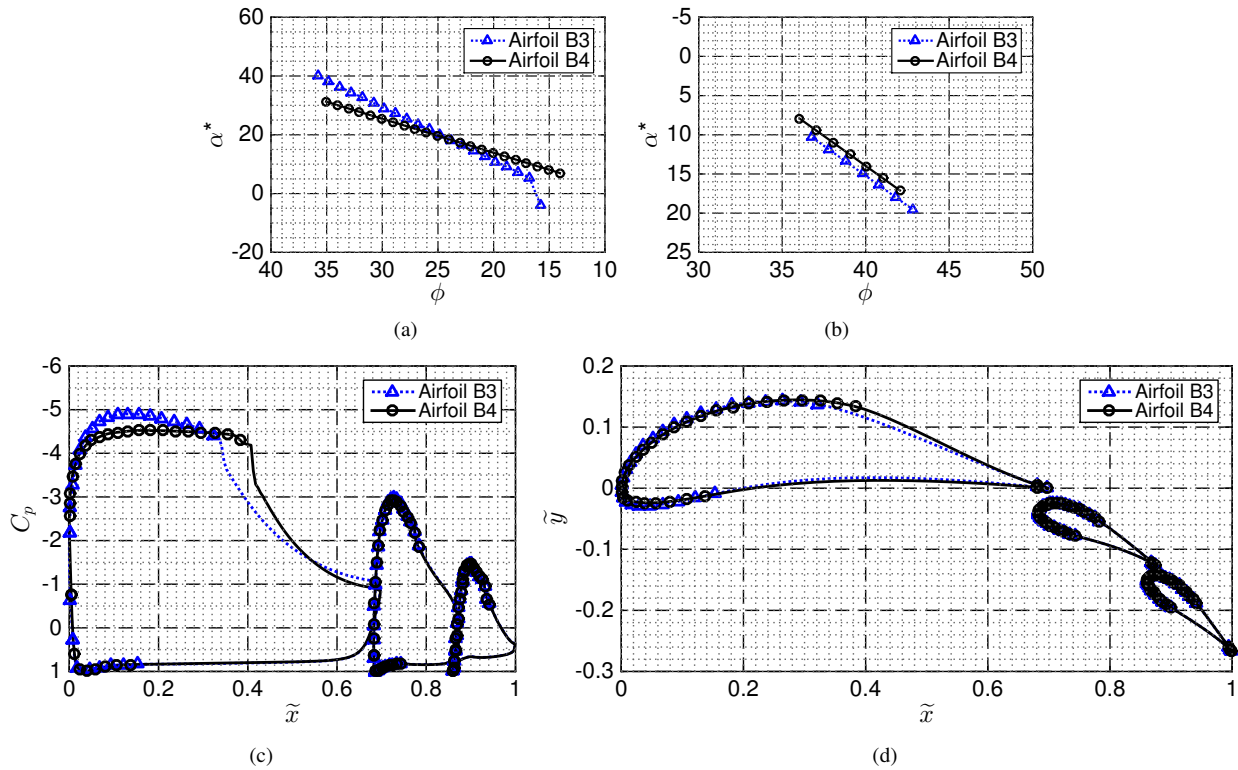 60
40
20
0
-20
40 35 30 25 20 15 10
α*
ϕ
Airfoil B3
Airfoil B4
(a)
-5
0
5
10
15
20
25
30 35 40 45 50
α*
ϕ
Airfoil B3
Airfoil B4
(b)
-6
-5
-4
-3
-2
-1
0
1
0 0.2 0.4 0.6 0.8 1
C_p
x̃
Airfoil B3
Airfoil B4
(c)
0.2
0.1
0
-0.1
-0.2
-0.3
0 0.2 0.4 0.6 0.8 1
ỹ
x̃
Airfoil B3
Airfoil B4
(d)